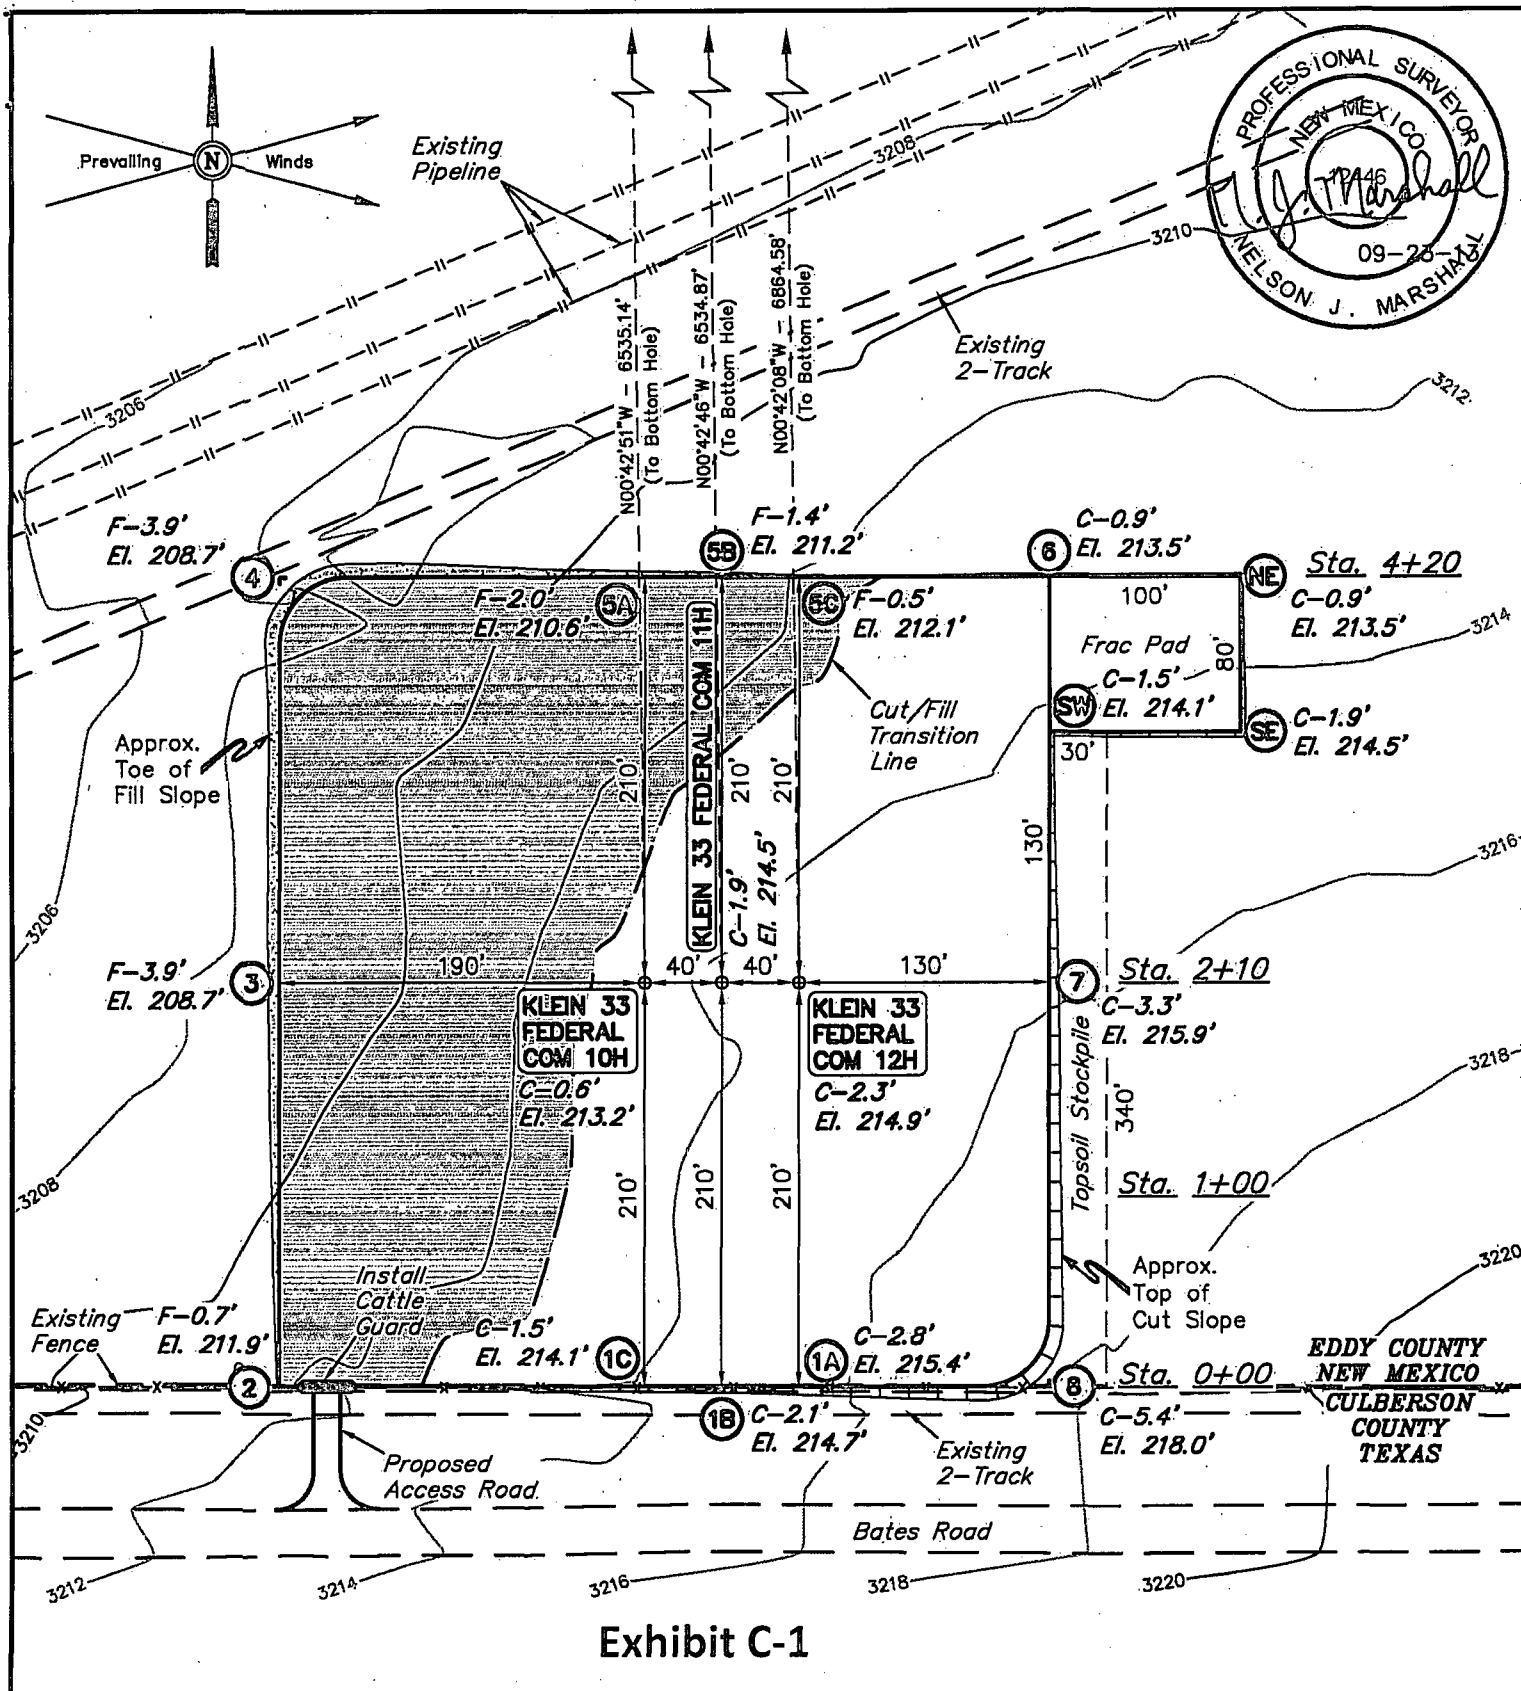 PROFESSIONAL SURVEYOR
NEW MEXICO
12446
N.J. Marshall
NELSON J. MARSHALL
Prevailing
N
Winds
Existing
Pipeline
3208
3210
N00°42'51"W - 6535.14'
(To Bottom Hole)
N00°42'46"W - 6534.87'
(To Bottom Hole)
N00°42'08"W - 6864.58'
(To Bottom Hole)
Existing
2-Track
3206
3212
F-3.9'
El. 208.7'
4
5B
F-1.4'
El. 211.2'
6
C-0.9'
El. 213.5'
NE
Sta. 4+20
C-0.9'
El. 213.5'
F-2.0'
El. 210.6'
5A
5C
F-0.5'
El. 212.1'
100'
Frac Pad
80'
SW
C-1.5'
El. 214.1'
SE
C-1.9'
El. 214.5'
3214
30'
Approx.
Toe of
Fill Slope
Cut/Fill
Transition
Line
KLEIN 33 FEDERAL COM 11H
C-1.9'
El. 214.5'
210'
210'
210'
130'
3216
3206
F-3.9'
El. 208.7'
3
190'
40'
40'
130'
7
Sta. 2+10
C-3.3'
El. 215.9'
KLEIN 33
FEDERAL
COM 10H
C-0.6'
El. 213.2'
KLEIN 33
FEDERAL
COM 12H
C-2.3'
El. 214.9'
Topsoil Stockpile
340'
3218
3208
210'
210'
210'
Sta. 1+00
Install
Cattle
Guard
Approx.
Top of
Cut Slope
3220
Existing
Fence
F-0.7'
El. 211.9'
2
C-1.5'
El. 214.1'
1C
1A
C-2.8'
El. 215.4'
8
Sta. 0+00
EDDY COUNTY
NEW MEXICO
CULBERSON
COUNTY
TEXAS
1B
C-2.1'
El. 214.7'
C-5.4'
El. 218.0'
3210
Proposed
Access Road
Existing
2-Track
Bates Road
3212
3214
3216
3218
3220
Exhibit C-1